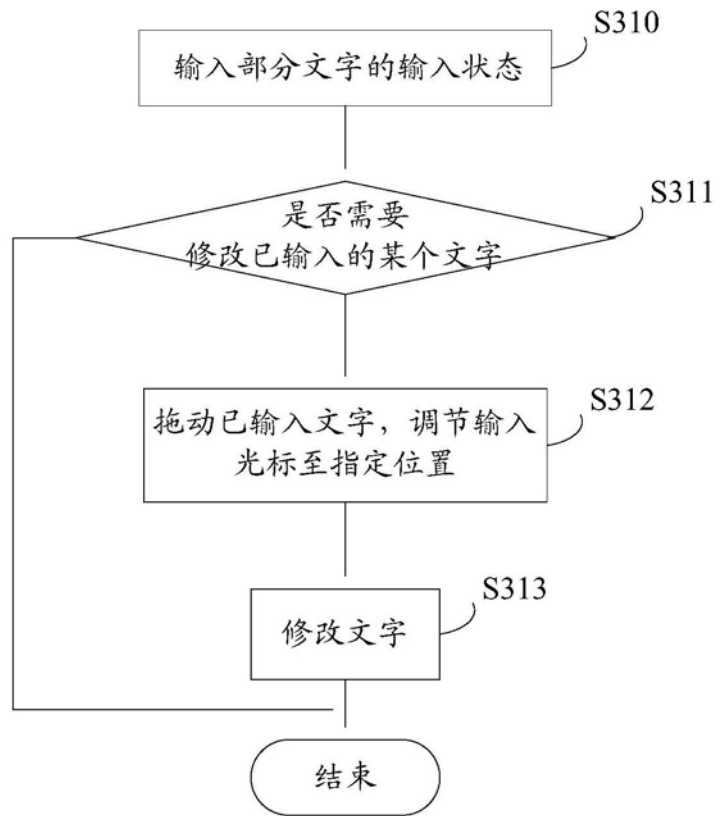 S310
输入部分文字的输入状态
S311
是否需要
修改已输入的某个文字
S312
拖动已输入文字，调节输入
光标至指定位置
S313
修改文字
结束